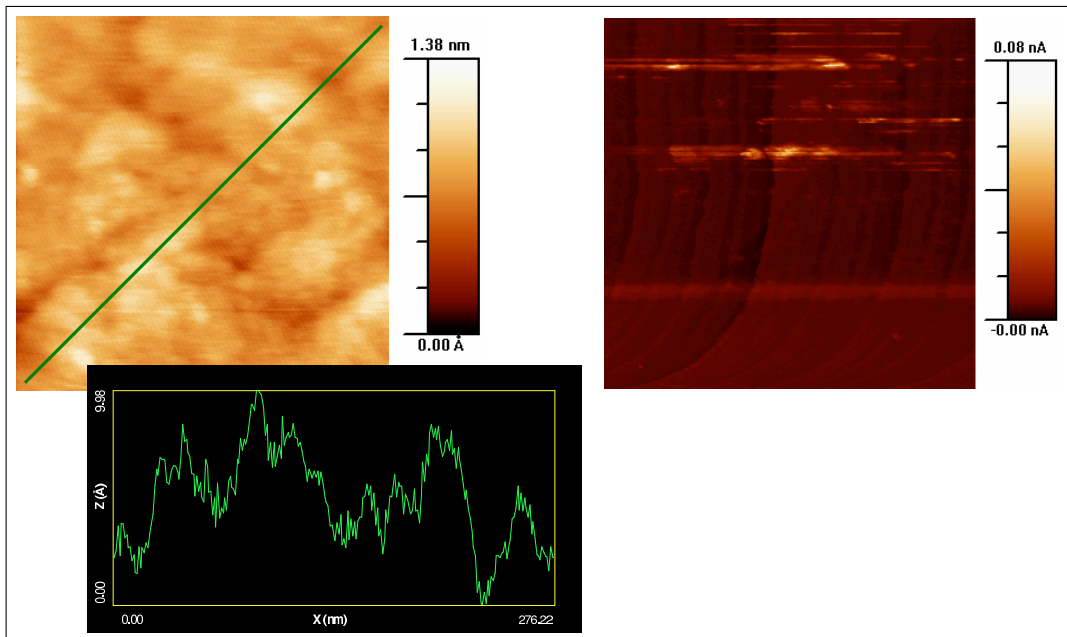 1.38 nm
0.00 Å
0.08 nA
-0.00 nA
9.98
Z (Å)
0.00
0.00
X (nm)
276.22